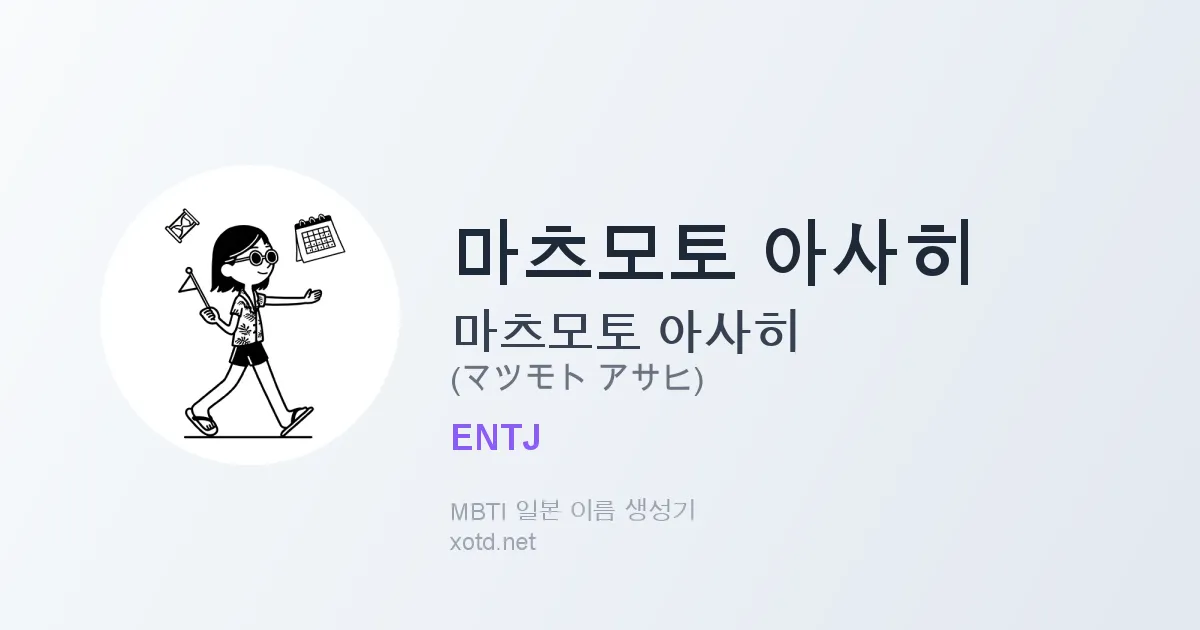 마츠모토 아사히
마츠모토 아사히
(マツモト アサヒ)
ENTJ
MBTI 일본 이름 생성기
xotd.net